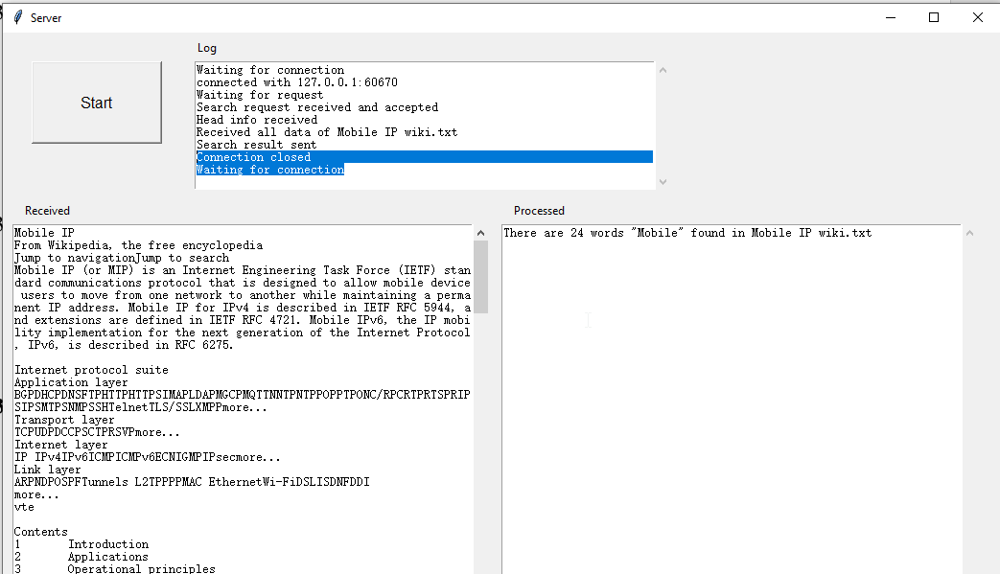 Server
Log
Start
Waiting for connection
connected with 127.0.0.1:60670
Waiting for request
Search request received and accepted
Head info received
Received all data of Mobile IP wiki.txt
Search result sent
Connection closed
Waiting for connection
Received
Mobile IP
From Wikipedia, the free encyclopedia
Jump to navigationJump to search
Mobile IP (or MIP) is an Internet Engineering Task Force (IETF) stan
dard communications protocol that is designed to allow mobile device
 users to move from one network to another while maintaining a perma
nent IP address. Mobile IP for IPv4 is described in IETF RFC 5944, a
nd extensions are defined in IETF RFC 4721. Mobile IPv6, the IP mobi
lity implementation for the next generation of the Internet Protocol
, IPv6, is described in RFC 6275.
Internet protocol suite
Application layer
BGPDHCPDNSFTPHTTPHTTPSIMAPLDAPMGCPMQTTNNTPNTPPOPPTPONC/RPCRTPRTSPRIP
SIPSMTPSNMPSSHTelnetTLS/SSLXMPPmore...
Transport layer
TCPUDPDCCPSCTPRSVPmore...
Internet layer
IP IPv4IPv6ICMPICMPv6ECNIGMPIPsecmore...
Link layer
ARPNDPOSPFTunnels L2TPPPPMAC EthernetWi-FiDSLISDNFDDI
more...
vte
Contents
1 Introduction
2 Applications
3 Operational principles
Processed
There are 24 words "Mobile" found in Mobile IP wiki.txt